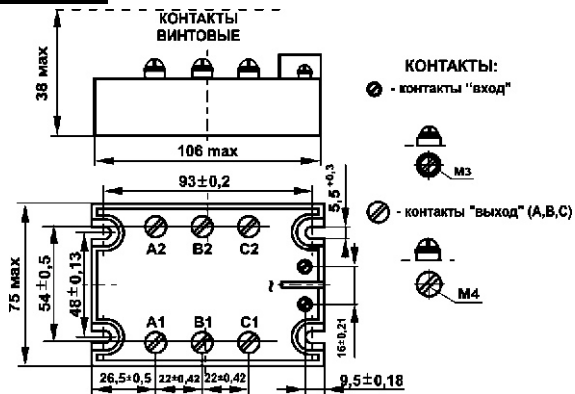 КОНТАКТЫ
ВИНТОВЫЕ
38 max
106 max
КОНТАКТЫ:
- контакты "вход"
М3
- контакты "выход" (А,В,С)
М4
93±0,2
5,5 +0,3
75 max
54±0,5
48±0,13
A2 B2 C2
~
A1 B1 C1
16±0,21
26,5±0,5 22±0,42 22±0,42
9,5±0,18